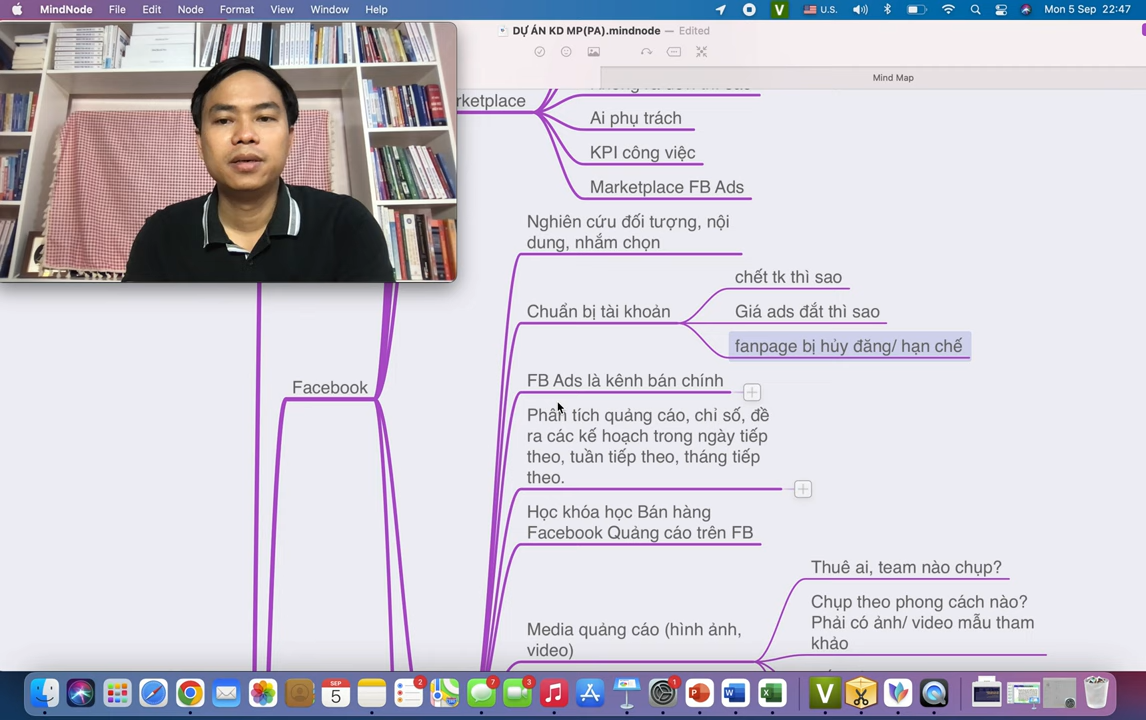 MindNode File Edit Node Format View Window Help
U.S. Mon 5 Sep 22:47
DỰ ÁN KD MP(PA).mindnode — Edited
Mind Map
rketplace
Ai phụ trách
KPI công việc
Marketplace FB Ads
Nghiên cứu đối tượng, nội
dung, nhắm chọn
chết tk thì sao
Chuẩn bị tài khoản
Giá ads đắt thì sao
fanpage bị hủy đăng/ hạn chế
Facebook
FB Ads là kênh bán chính
Phân tích quảng cáo, chỉ số, đề
ra các kế hoạch trong ngày tiếp
theo, tuần tiếp theo, tháng tiếp
theo.
Học khóa học Bán hàng
Facebook Quảng cáo trên FB
Thuê ai, team nào chụp?
Chụp theo phong cách nào?
Phải có ảnh/ video mẫu tham
khảo
Media quảng cáo (hình ảnh,
video)
SEP
5
2
7
3
1